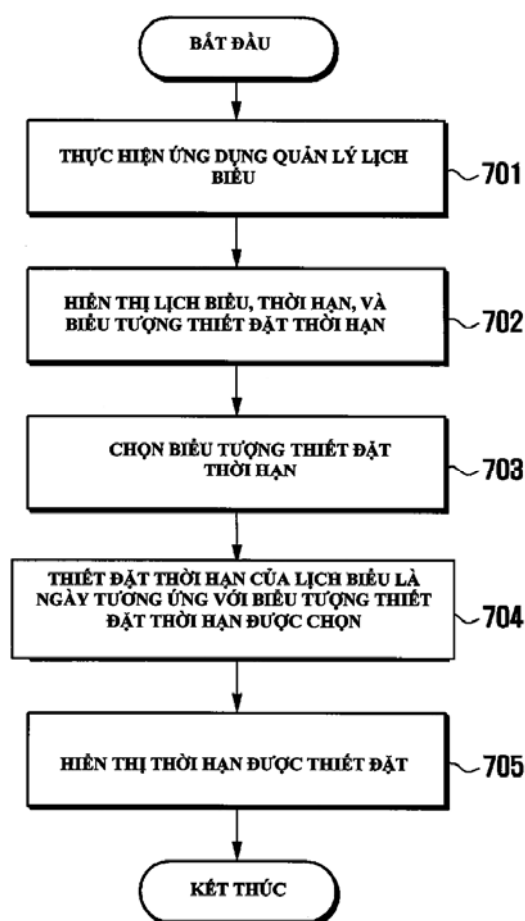 BẮT ĐẦU
THỰC HIỆN ỨNG DỤNG QUẢN LÝ LỊCH
BIỂU
701
HIỂN THỊ LỊCH BIỂU, THỜI HẠN, VÀ
BIỂU TƯỢNG THIẾT ĐẶT THỜI HẠN
702
CHỌN BIỂU TƯỢNG THIẾT ĐẶT
THỜI HẠN
703
THIẾT ĐẶT THỜI HẠN CỦA LỊCH BIỂU LÀ
NGÀY TƯƠNG ỨNG VỚI BIỂU TƯỢNG THIẾT
ĐẶT THỜI HẠN ĐƯỢC CHỌN
704
HIỂN THỊ THỜI HẠN ĐƯỢC THIẾT ĐẶT
705
KẾT THÚC